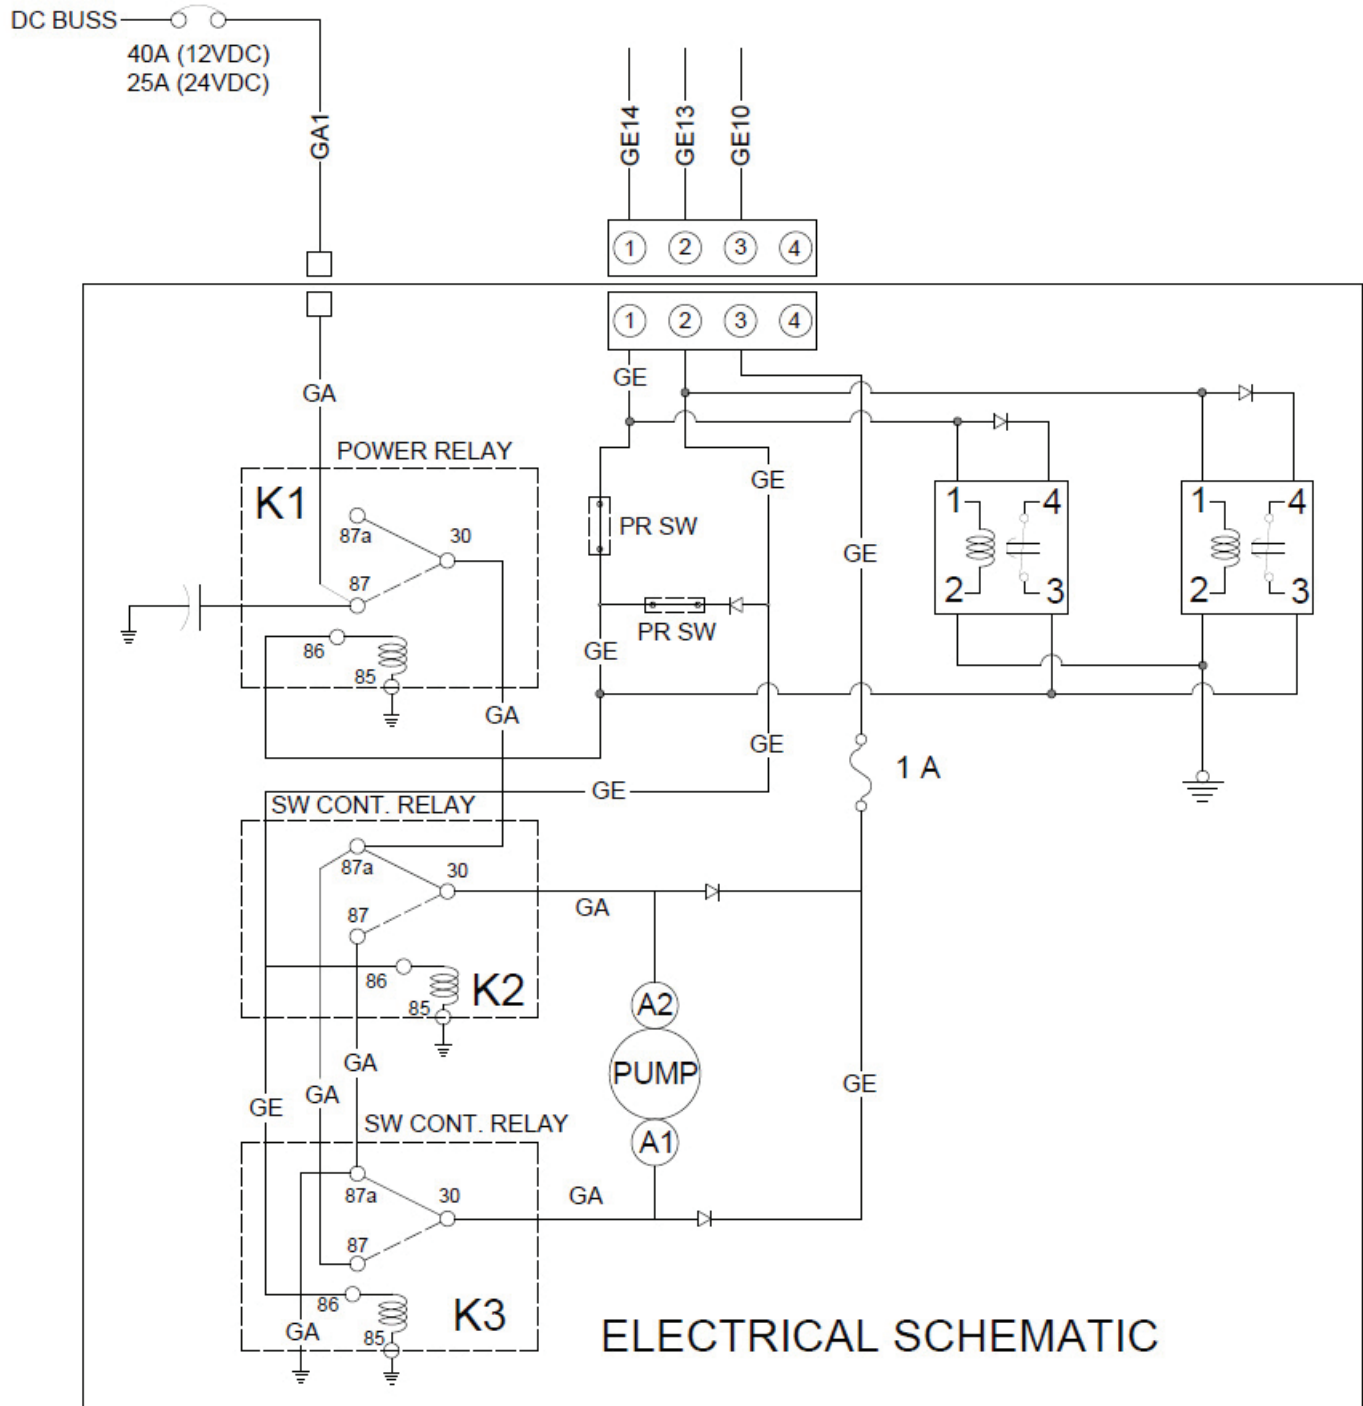 DC BUSS
40A (12VDC)
25A (24VDC)
GA1
GE14 GE13 GE10
1 2 3 4
1 2 3 4
GE
GA
POWER RELAY
K1
87a
30
87
86
85
GA
PR SW
PR SW
GE
GE
GE
GE
1 4
2 3
1 4
2 3
1 A
GE
SW CONT. RELAY
87a
30
87
86
85
K2
GA
A2
PUMP
A1
GA
GA
GE
GE
SW CONT. RELAY
87a
30
87
86
85
K3
GA
GA
ELECTRICAL SCHEMATIC